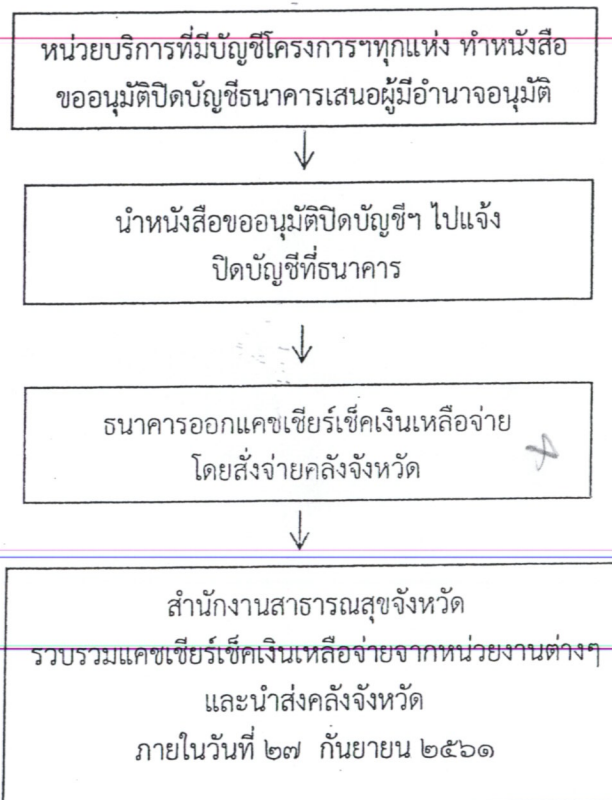 หน่วยบริการที่มีบัญชีโครงการฯทุกแห่ง ทำหนังสือ
ขออนุมัติปิดบัญชีธนาคารเสนอผู้มีอำนาจอนุมัติ
นำหนังสือขออนุมัติปิดบัญชีฯ ไปแจ้ง
ปิดบัญชีที่ธนาคาร
ธนาคารออกแคชเชียร์เช็คเงินเหลือจ่าย
โดยสั่งจ่ายคลังจังหวัด
สำนักงานสาธารณสุขจังหวัด
รวบรวมแคชเชียร์เช็คเงินเหลือจ่ายจากหน่วยงานต่างๆ
และนำส่งคลังจังหวัด
ภายในวันที่ ๒๗ กันยายน ๒๕๖๑